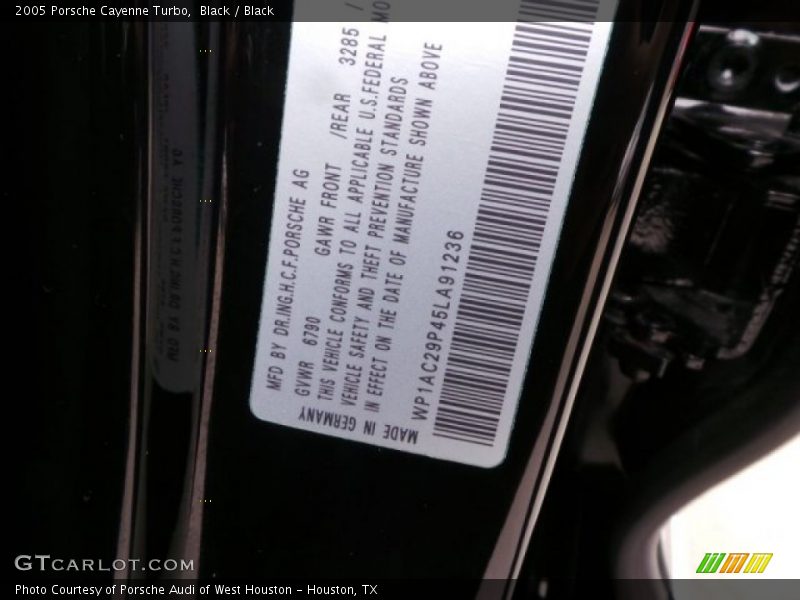 2005 Porsche Cayenne Turbo,  Black / Black
MFD BY DR.ING.H.C.F.PORSCHE AG
GVWR 6790 GAWR FRONT /REAR 3285 /
THIS VEHICLE CONFORMS TO ALL APPLICABLE U.S.FEDERAL MO
VEHICLE SAFETY AND THEFT PREVENTION STANDARDS
IN EFFECT ON THE DATE OF MANUFACTURE SHOWN ABOVE
WP1AC29P45LA91236
MADE IN GERMANY
GTCARLOT.COM
Photo Courtesy of Porsche Audi of West Houston - Houston, TX